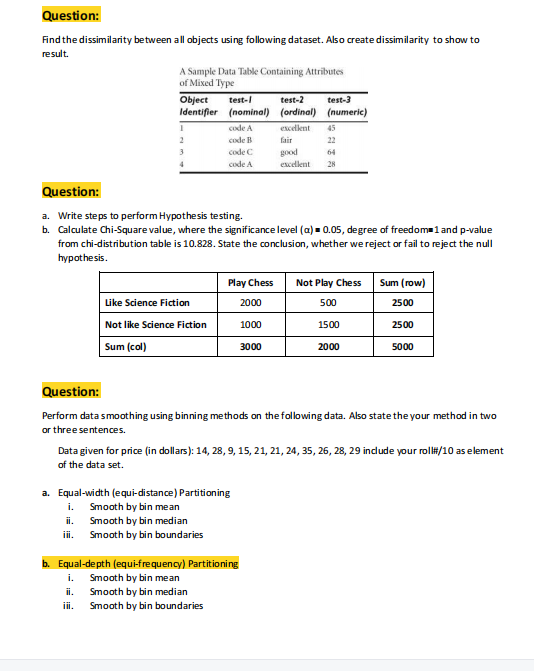 Question:
Find the dissimilarity between all objects using following dataset. Also create dissimilarity to show to
result.
A Sample Data Table Containing Attributes
of Mixed Type
Object test-1 test-2 test-3
Identifier (nominal) (ordinal) (numeric)
1 code A excellent 45
2 code B fair 22
3 code C good 64
4 code A excellent 28
Question:
a. Write steps to perform Hypothesis testing.
b. Calculate Chi-Square value, where the significance level (α) = 0.05, degree of freedom=1 and p-value
from chi-distribution table is 10.828. State the conclusion, whether we reject or fail to reject the null
hypothesis.
Play Chess Not Play Chess Sum (row)
Like Science Fiction 2000 500 2500
Not like Science Fiction 1000 1500 2500
Sum (col) 3000 2000 5000
Question:
Perform data smoothing using binning methods on the following data. Also state the your method in two
or three sentences.
Data given for price (in dollars): 14, 28, 9, 15, 21, 21, 24, 35, 26, 28, 29 include your roll#/10 as element
of the data set.
a. Equal-width (equi-distance) Partitioning
i. Smooth by bin mean
ii. Smooth by bin median
iii. Smooth by bin boundaries
b. Equal-depth (equi-frequency) Partitioning
i. Smooth by bin mean
ii. Smooth by bin median
iii. Smooth by bin boundaries